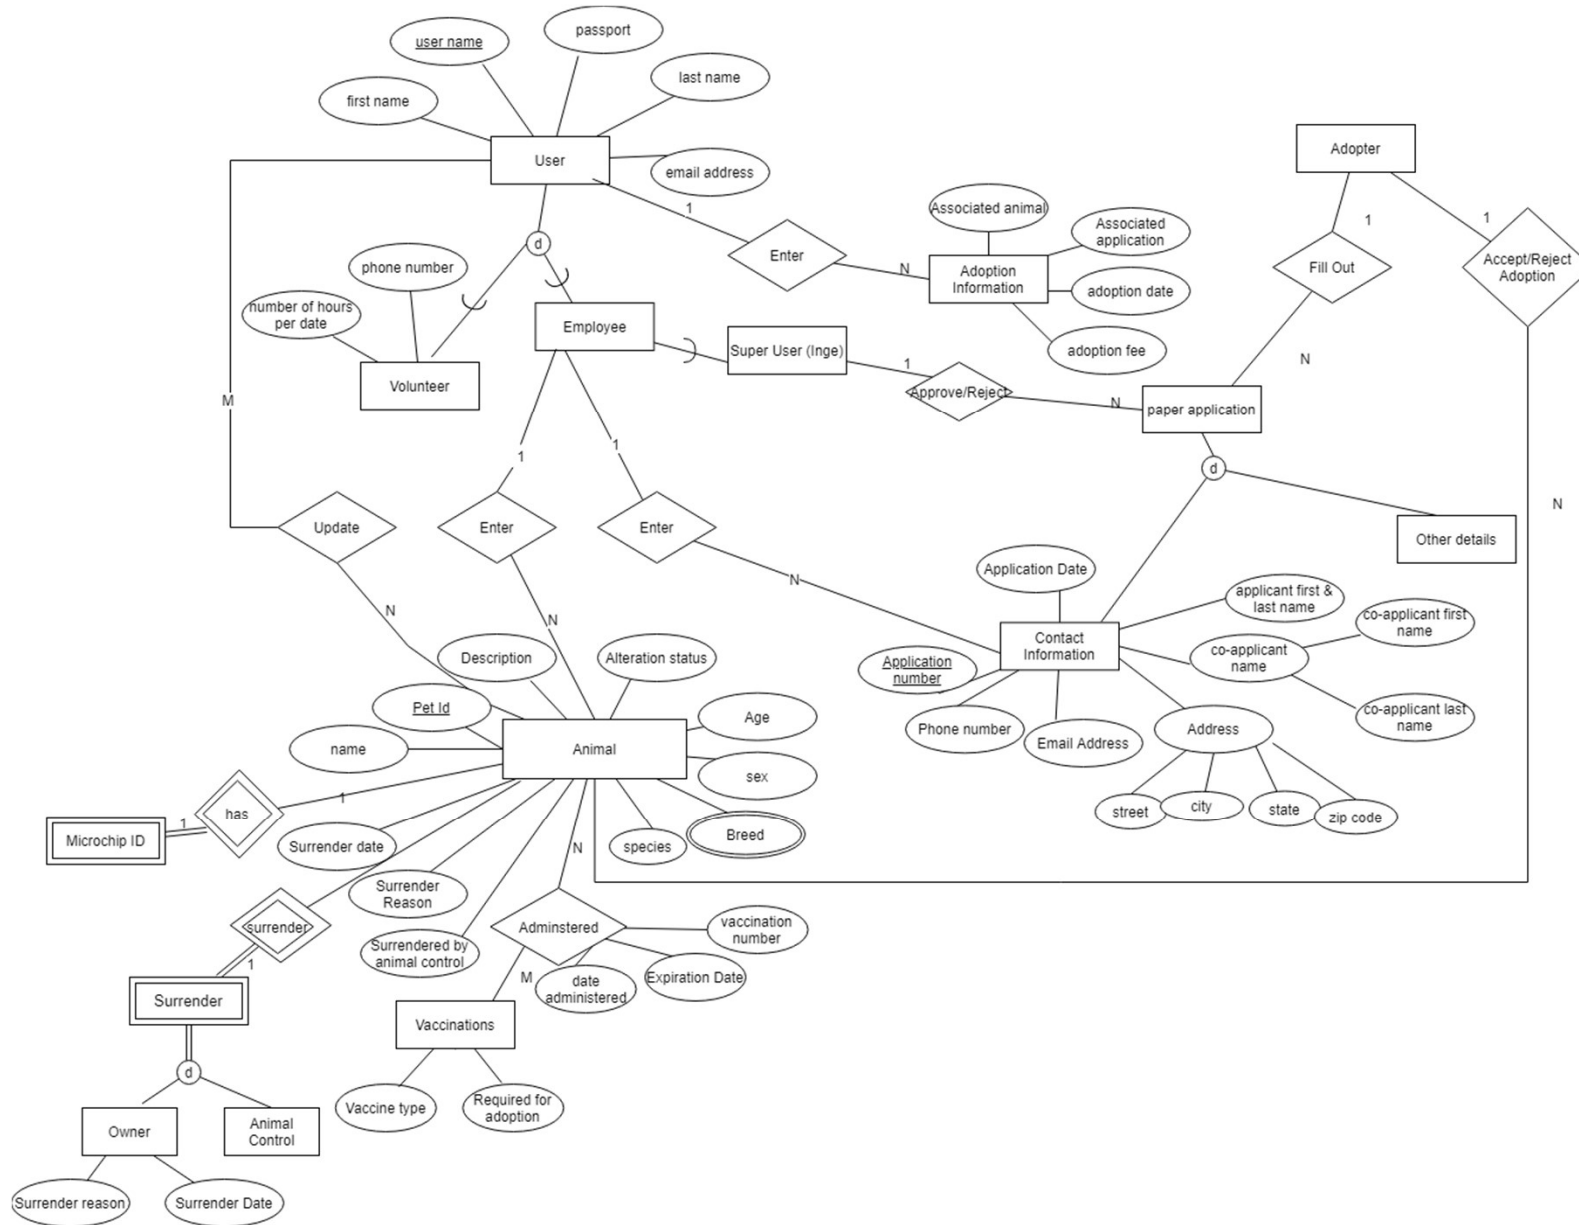 user name
passport
last name
first name
User
email address
Adopter
1
d
Enter
N
Associated animal
Associated
application
Adoption
Information
adoption date
adoption fee
1
Fill Out
1
Accept/Reject
Adoption
phone number
number of hours
per date
Employee
Volunteer
Super User (Inge)
1
Approve/Reject
N
N
paper application
M
1
1
d
N
Other details
Update
Enter
Enter
N
N
N
Application Date
applicant first &
last name
co-applicant first
name
Contact
Information
co-applicant
name
Application
number
co-applicant last
name
Phone number
Email Address
Address
street
city
state
zip code
Description
Alteration status
Pet Id
Age
name
Animal
sex
has
1
1
Microchip ID
Surrender date
species
Breed
N
Surrender
Reason
surrender
Surrendered by
animal control
Adminstered
vaccination
number
1
M
date
administered
Expiration Date
Surrender
Vaccinations
d
Vaccine type
Required for
adoption
Owner
Animal
Control
Surrender reason
Surrender Date